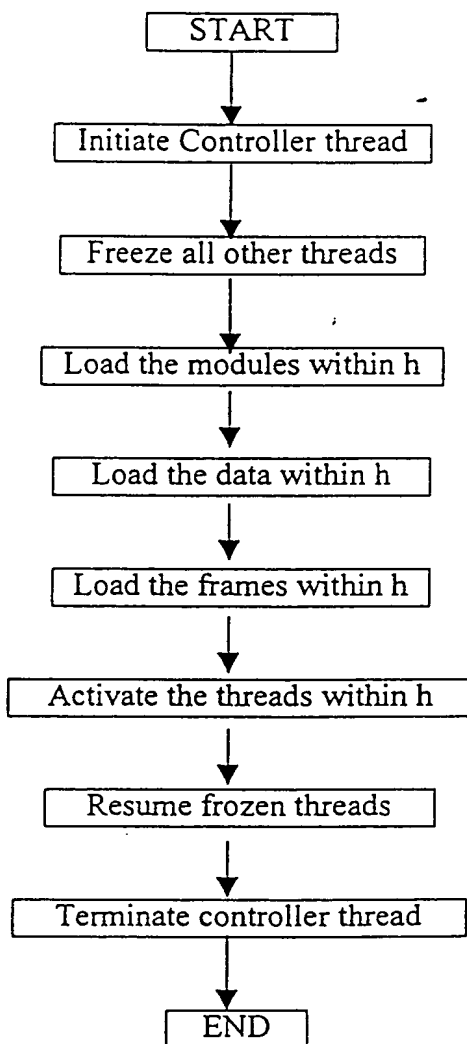 START
Initiate Controller thread
Freeze all other threads
Load the modules within h
Load the data within h
Load the frames within h
Activate the threads within h
Resume frozen threads
Terminate controller thread
END